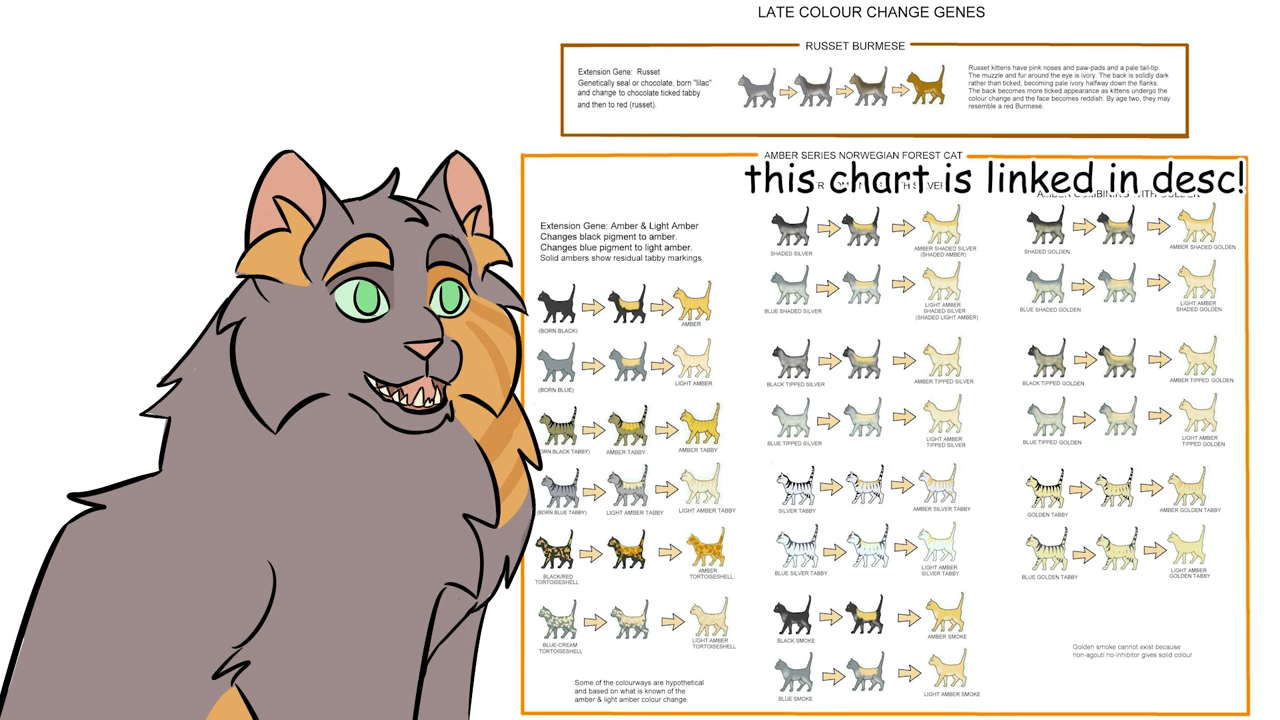 LATE COLOUR CHANGE GENES
RUSSET BURMESE
Extension Gene: Russet
Genetically seal or chocolate, born "lilac"
and change to chocolate ticked tabby
and then to red (russet).
Russet kittens have pink noses and paw-pads and a pale tail-tip.
The muzzle and fur around the eye is ivory. The back is solidly dark
rather than ticked, becoming pale ivory halfway down the flanks.
The back becomes more ticked appearance as kittens undergo the
colour change and the face becomes reddish. By age two, they may
resemble a red Burmese.
AMBER SERIES NORWEGIAN FOREST CAT
this chart is linked in desc!
Extension Gene: Amber & Light Amber
Changes black pigment to amber.
Changes blue pigment to light amber.
Solid ambers show residual tabby markings.
(BORN BLACK)
AMBER
(BORN BLUE)
LIGHT AMBER
BORN BLACK TABBY)
AMBER TABBY
AMBER TABBY
(BORN BLUE TABBY)
LIGHT AMBER TABBY
LIGHT AMBER TABBY
BLACK/RED
TORTOISESHELL
AMBER
TORTOISESHELL
BLUE-CREAM
TORTOISESHELL
LIGHT AMBER
TORTOISESHELL
Some of the colourways are hypothetical
and based on what is known of the
amber & light amber colour change.
SHADED SILVER
AMBER SHADED SILVER
(SHADED AMBER)
BLUE SHADED SILVER
LIGHT AMBER
SHADED SILVER
(SHADED LIGHT AMBER)
BLACK TIPPED SILVER
AMBER TIPPED SILVER
BLUE TIPPED SILVER
LIGHT AMBER
TIPPED SILVER
SILVER TABBY
AMBER SILVER TABBY
BLUE SILVER TABBY
LIGHT AMBER
SILVER TABBY
BLACK SMOKE
AMBER SMOKE
BLUE SMOKE
LIGHT AMBER SMOKE
AMBER COMBINING WITH GOLDEN
SHADED GOLDEN
AMBER SHADED GOLDEN
BLUE SHADED GOLDEN
LIGHT AMBER
SHADED GOLDEN
BLACK TIPPED GOLDEN
AMBER TIPPED GOLDEN
BLUE TIPPED GOLDEN
LIGHT AMBER
TIPPED GOLDEN
GOLDEN TABBY
AMBER GOLDEN TABBY
BLUE GOLDEN TABBY
LIGHT AMBER
GOLDEN TABBY
Golden smoke cannot exist because
non-agouti no-inhibitor gives solid colour